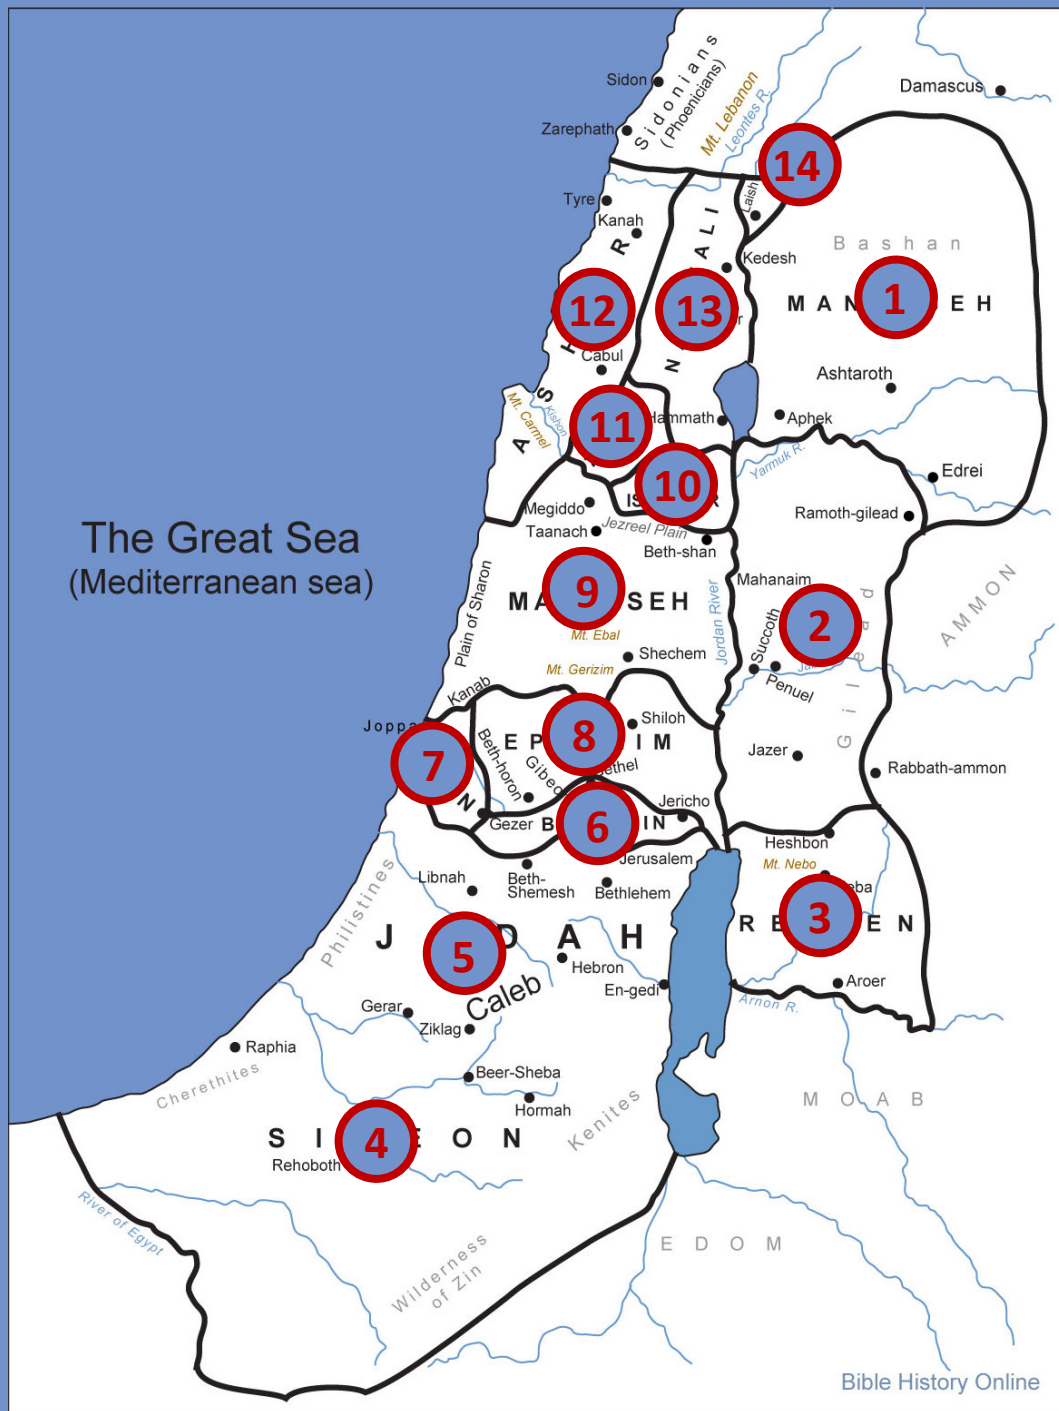 Sidon
Sidonians
(Phoenicians)
Mt. Lebanon
Leontes R.
Damascus
Zarephath
14
Tyre
Kanah
Laish
Bashan
Kedesh
1
12
13
Cabul
Ashtaroth
Mt. Carmel
Kishon
11
Hammath
Aphek
Yarmuk R.
Edrei
10
Megiddo
Ramoth-gilead
Taanach
Jezreel Plain
Beth-shan
The Great Sea
(Mediterranean sea)
Plain of Sharon
9
Mahanaim
Jordan River
Succoth
2
Gilead
AMMON
Mt. Ebal
Shechem
Mt. Gerizim
Penuel
Kanab
Joppa
Shiloh
8
7
Beth-horon
Jazer
Rabbath-ammon
Jericho
Gezer
6
Heshbon
Jerusalem
Mt. Nebo
Libnah
Beth-
Shemesh
Bethlehem
Philistines
3
5
Hebron
En-gedi
Aroer
Arnon R.
Caleb
Gerar
Ziklag
Raphia
Cherethites
Beer-Sheba
Hormah
Kenites
MOAB
4
Rehoboth
River of Egypt
EDOM
Wilderness
of Zin
Bible History Online